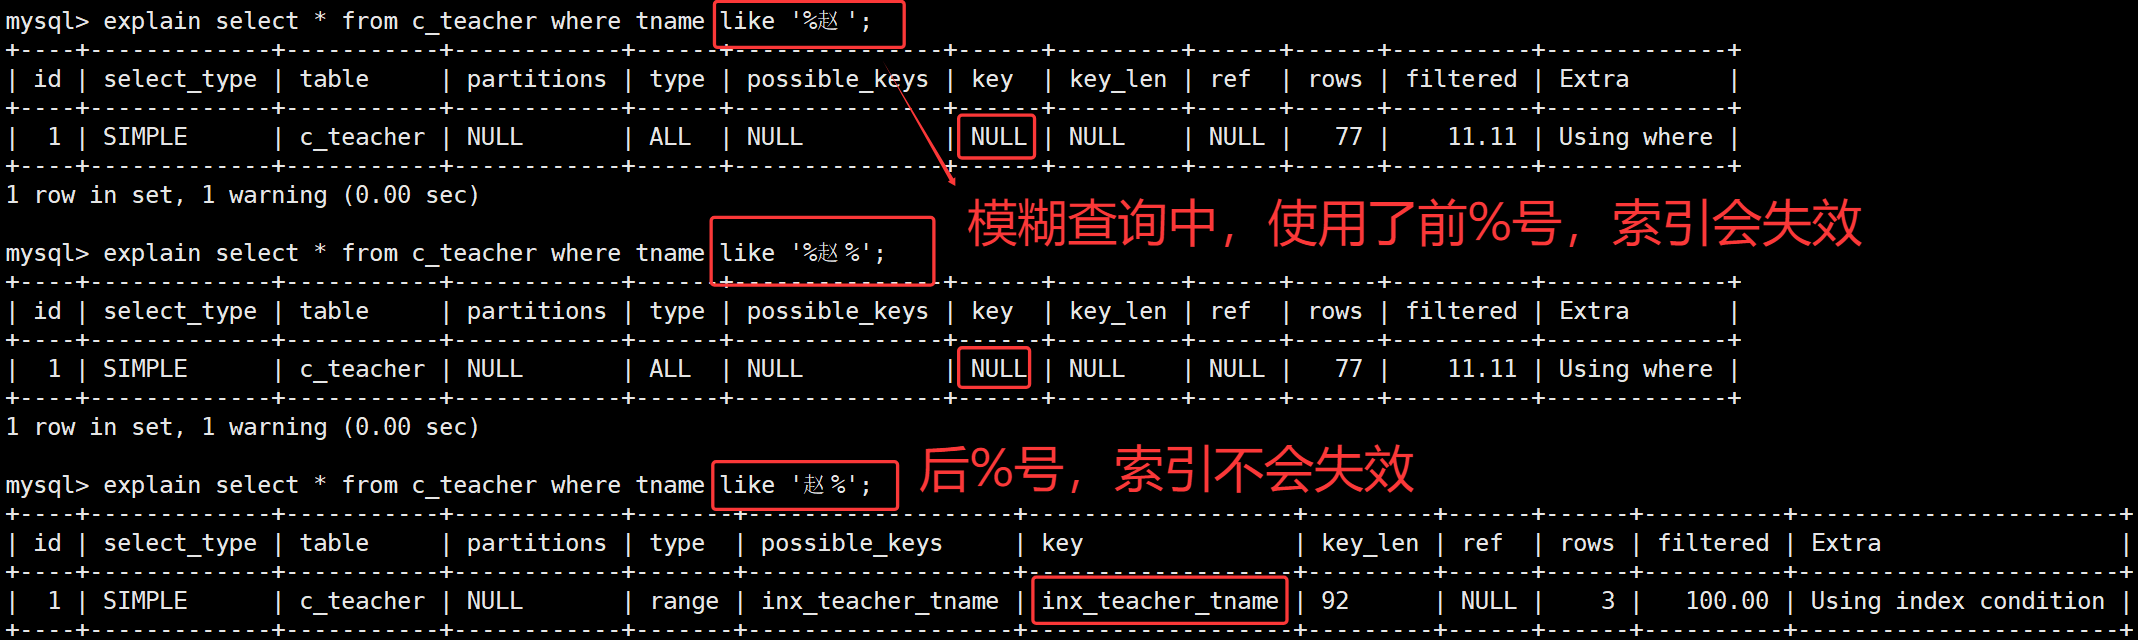 mysql> explain select * from c_teacher where tname like '%赵';
+----+-------------+-----------+------------+------+---------------+------+---------+------+------+----------+-------------+
| id | select_type | table     | partitions | type | possible_keys | key  | key_len | ref  | rows | filtered | Extra       |
+----+-------------+-----------+------------+------+---------------+------+---------+------+------+----------+-------------+
|  1 | SIMPLE      | c_teacher | NULL       | ALL  | NULL          | NULL | NULL    | NULL |   77 |    11.11 | Using where |
+----+-------------+-----------+------------+------+---------------+------+---------+------+------+----------+-------------+
1 row in set, 1 warning (0.00 sec)
模糊查询中，使用了前%号，索引会失效
mysql> explain select * from c_teacher where tname like '%赵%';
+----+-------------+-----------+------------+------+---------------+------+---------+------+------+----------+-------------+
| id | select_type | table     | partitions | type | possible_keys | key  | key_len | ref  | rows | filtered | Extra       |
+----+-------------+-----------+------------+------+---------------+------+---------+------+------+----------+-------------+
|  1 | SIMPLE      | c_teacher | NULL       | ALL  | NULL          | NULL | NULL    | NULL |   77 |    11.11 | Using where |
+----+-------------+-----------+------------+------+---------------+------+---------+------+------+----------+-------------+
1 row in set, 1 warning (0.00 sec)
后%号，索引不会失效
mysql> explain select * from c_teacher where tname like '赵%';
+----+-------------+-----------+------------+-------+-------------------+-------------------+---------+------+------+----------+-----------------------+
| id | select_type | table     | partitions | type  | possible_keys     | key               | key_len | ref  | rows | filtered | Extra                 |
+----+-------------+-----------+------------+-------+-------------------+-------------------+---------+------+------+----------+-----------------------+
|  1 | SIMPLE      | c_teacher | NULL       | range | inx_teacher_tname | inx_teacher_tname | 92      | NULL |    3 |   100.00 | Using index condition |
+----+-------------+-----------+------------+-------+-------------------+-------------------+---------+------+------+----------+-----------------------+